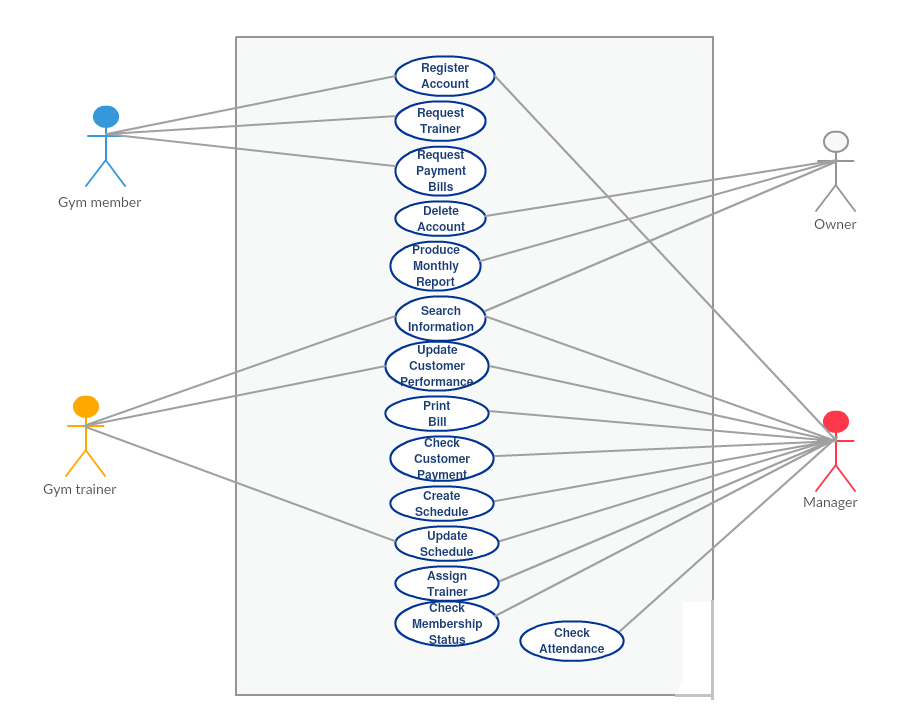 Register
Account
Request
Trainer
Request
Payment
Bills
Gym member
Delete
Account
Owner
Produce
Monthly
Report
Search
Information
Update
Customer
Performance
Print
Bill
Check
Customer
Payment
Gym trainer
Create
Schedule
Manager
Update
Schedule
Assign
Trainer
Check
Membership
Status
Check
Attendance